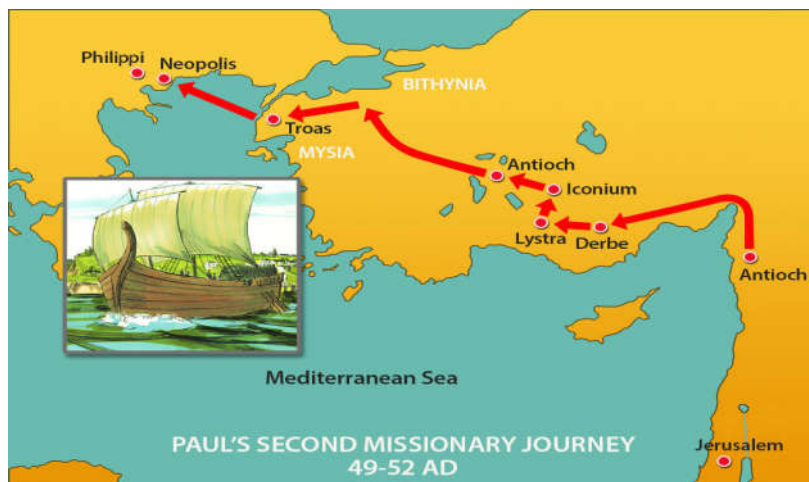 Philippi
Neopolis
BITHYNIA
Troas
MYSIA
Antioch
Iconium
Lystra
Derbe
Antioch
Mediterranean Sea
PAUL'S SECOND MISSIONARY JOURNEY
49-52 AD
Jerusalem